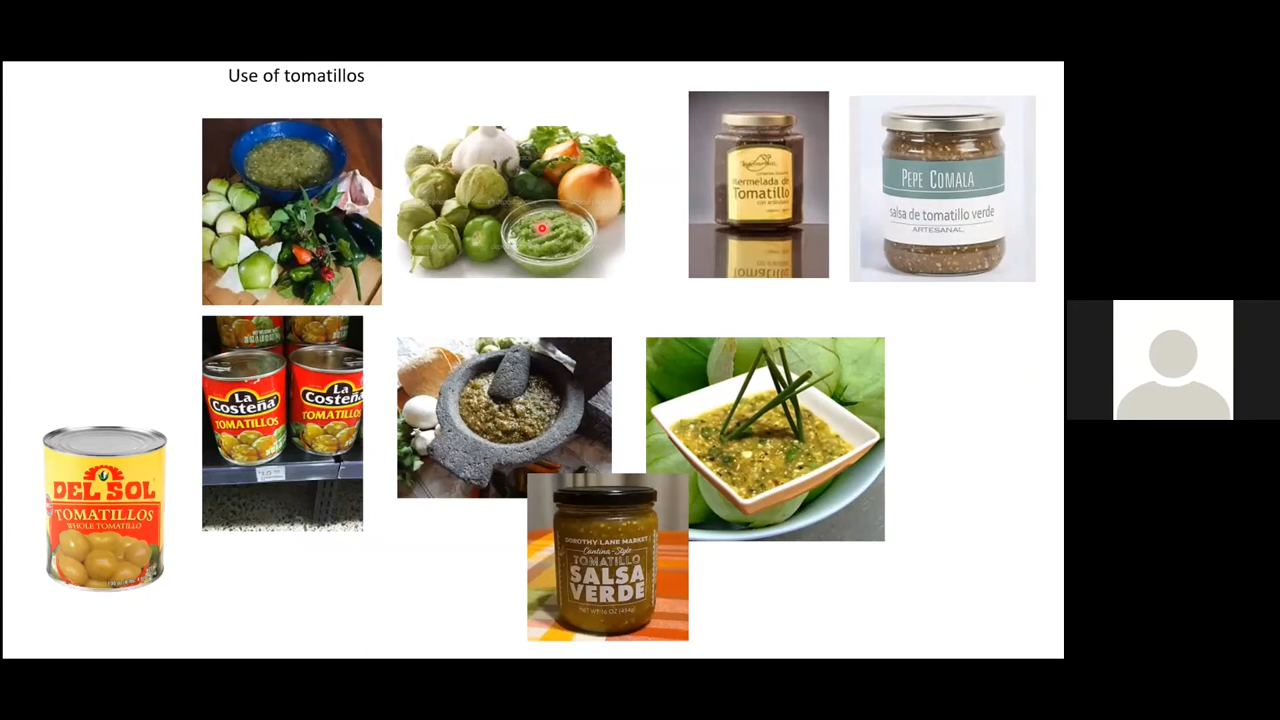 Use of tomatillos
Mermelada de
Tomatillo
PEPE COMALA
salsa de tomatillo verde
ARTESANAL
La
Costeña
TOMATILLOS
La
Costeña
TOMATILLOS
DEL SOL
TOMATILLOS
WHOLE TOMATILLO
DOROTHY LANE MARKET
Cantina-Style
TOMATILLO
SALSA
VERDE
NET WT 16 OZ (454g)